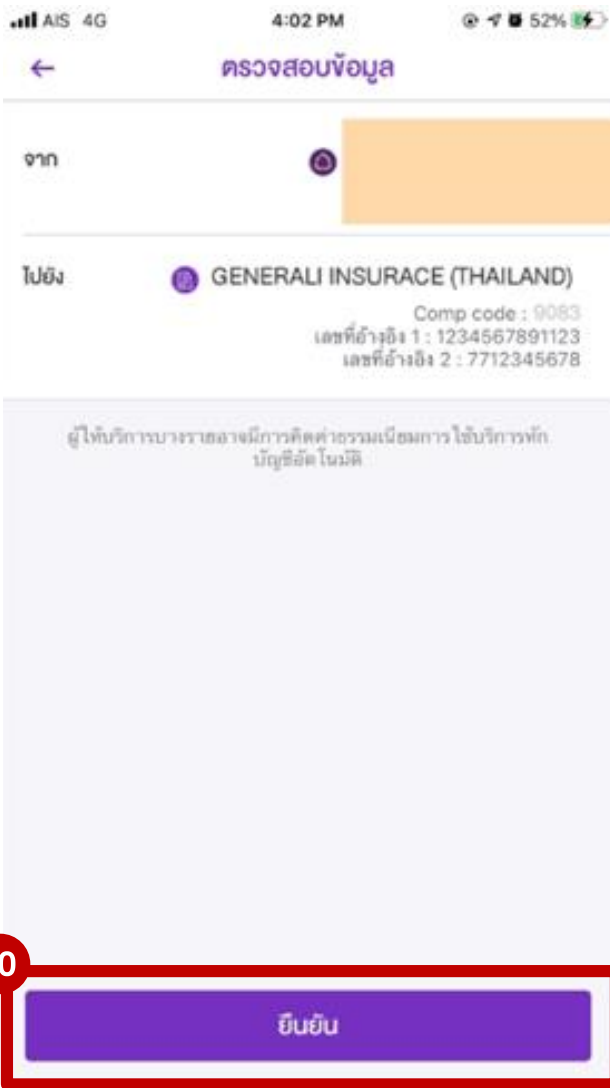 AIS 4G 4:02 PM 52%
ตรวจสอบข้อมูล
จาก
ไปยัง GENERALI INSURACE (THAILAND)
Comp code : 9083
เลขที่อ้างอิง 1 : 1234567891123
เลขที่อ้างอิง 2 : 7712345678
ผู้ให้บริการบางรายอาจมีการคิดค่าธรรมเนียมการใช้บริการหัก
บัญชีอัตโนมัติ
0
ยืนยัน